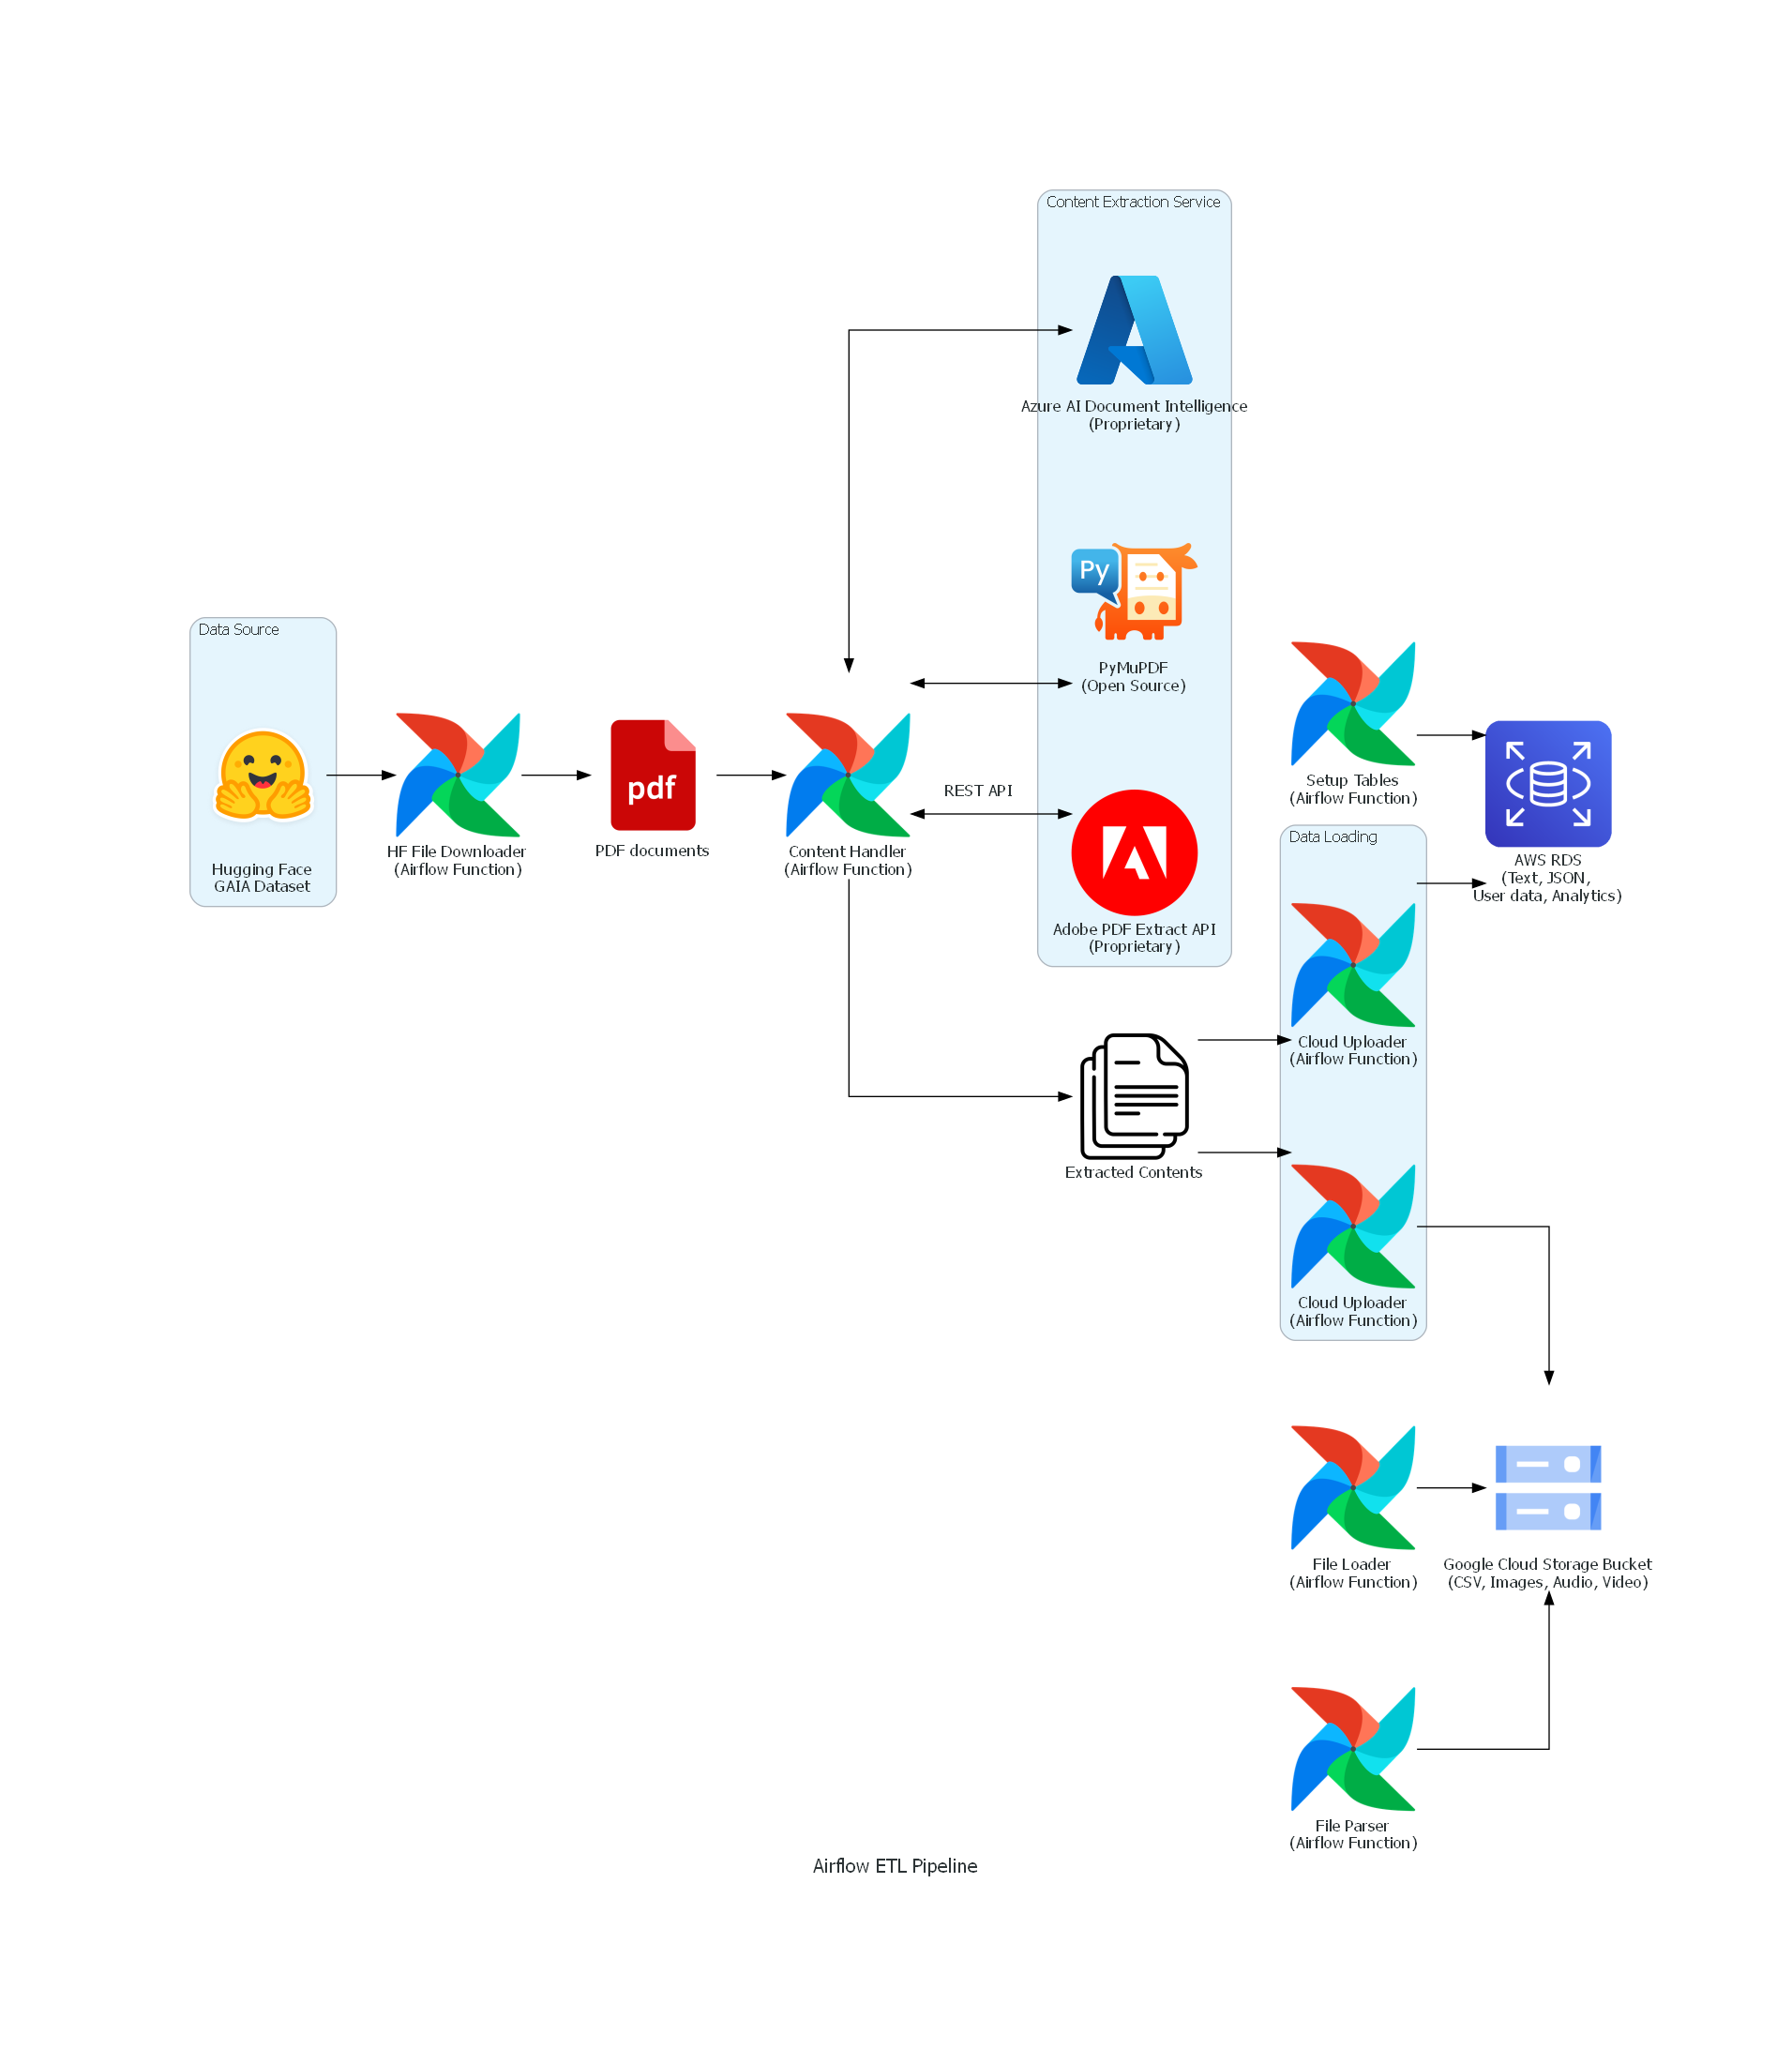 Content Extraction Service
Azure AI Document Intelligence
(Proprietary)
Py
PyMuPDF
(Open Source)
Data Source
Hugging Face
GAIA Dataset
HF File Downloader
(Airflow Function)
pdf
PDF documents
Content Handler
(Airflow Function)
REST API
Adobe PDF Extract API
(Proprietary)
Setup Tables
(Airflow Function)
AWS RDS
(Text, JSON,
User data, Analytics)
Data Loading
Cloud Uploader
(Airflow Function)
Extracted Contents
Cloud Uploader
(Airflow Function)
File Loader
(Airflow Function)
Google Cloud Storage Bucket
(CSV, Images, Audio, Video)
File Parser
(Airflow Function)
Airflow ETL Pipeline